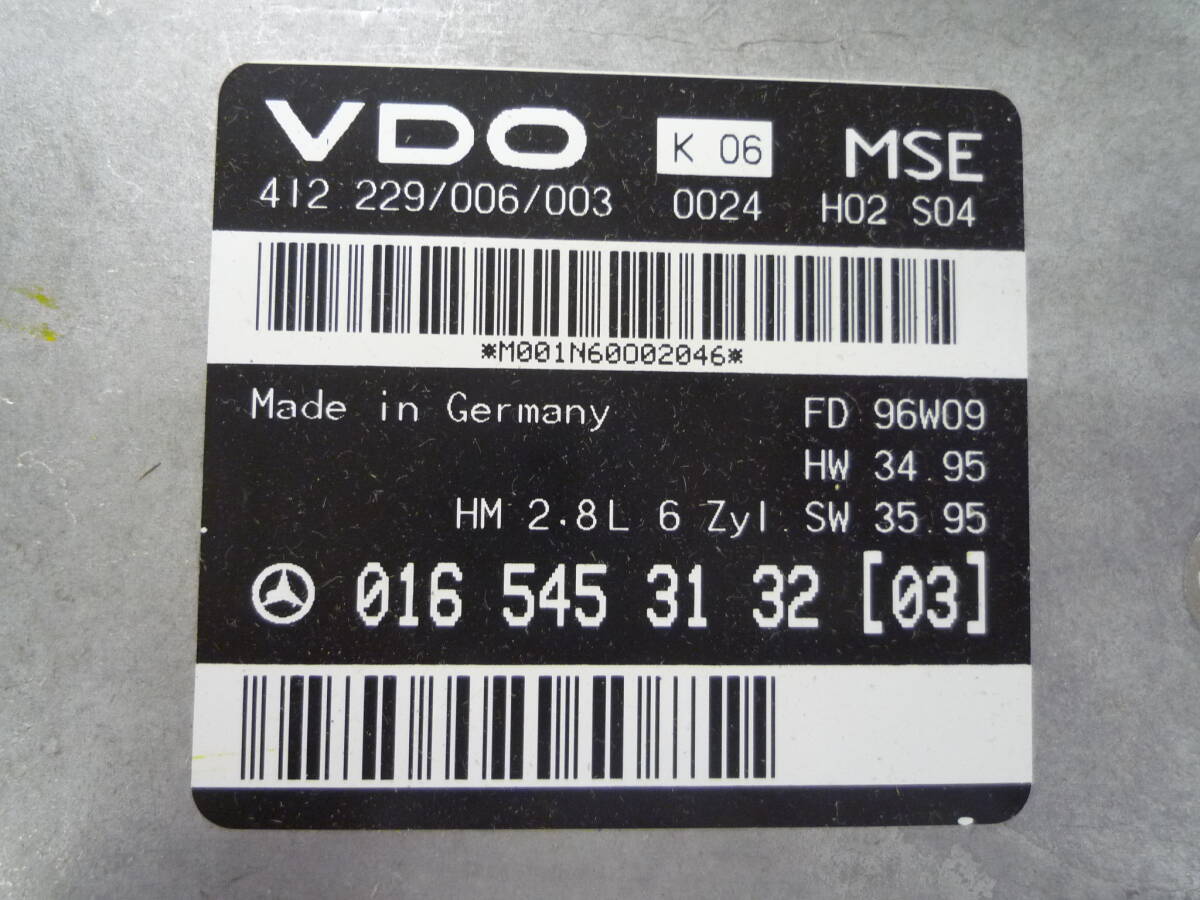 VDO K 06 MSE
412 229/006/003 0024 H02 S04
*M001N60002046*
Made in Germany FD 96W09
HW 34.95
HM 2.8L 6 Zyl. SW 35.95
016 545 31 32 [03]